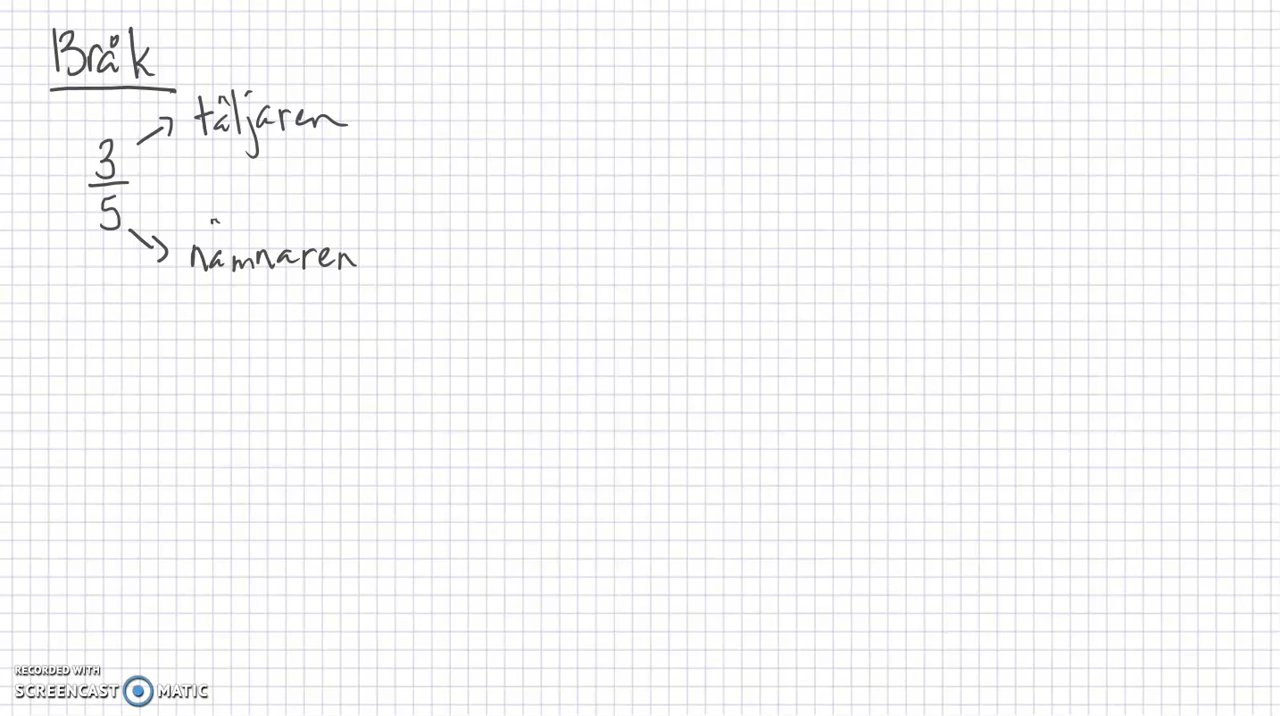 Bråk
täljaren
3
5
nämnaren
RECORDED WITH
SCREENCAST MATIC